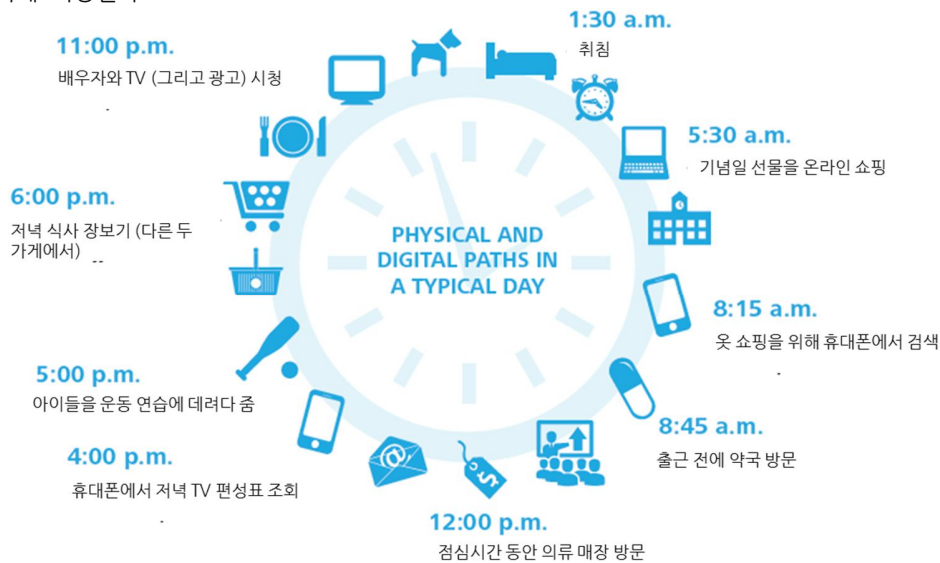 1:30 a.m.
취침
5:30 a.m.
기념일 선물을 온라인 쇼핑
8:15 a.m.
옷 쇼핑을 위해 휴대폰에서 검색
8:45 a.m.
출근 전에 약국 방문
12:00 p.m.
점심시간 동안 의류 매장 방문
4:00 p.m.
휴대폰에서 저녁 TV 편성표 조회
5:00 p.m.
아이들을 운동 연습에 데려다 줌
6:00 p.m.
저녁 식사 장보기 (다른 두
가게에서)
11:00 p.m.
배우자와 TV (그리고 광고) 시청
PHYSICAL AND
DIGITAL PATHS IN
A TYPICAL DAY